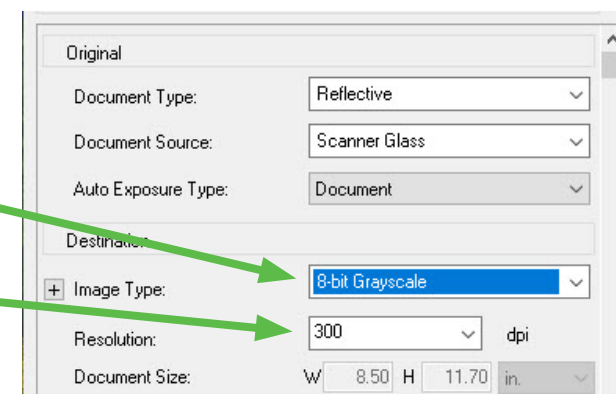 Original
Document Type: Reflective
Document Source: Scanner Glass
Auto Exposure Type: Document
Destination
+ Image Type: 8-bit Grayscale
Resolution: 300 dpi
Document Size: W 8.50 H 11.70 in.